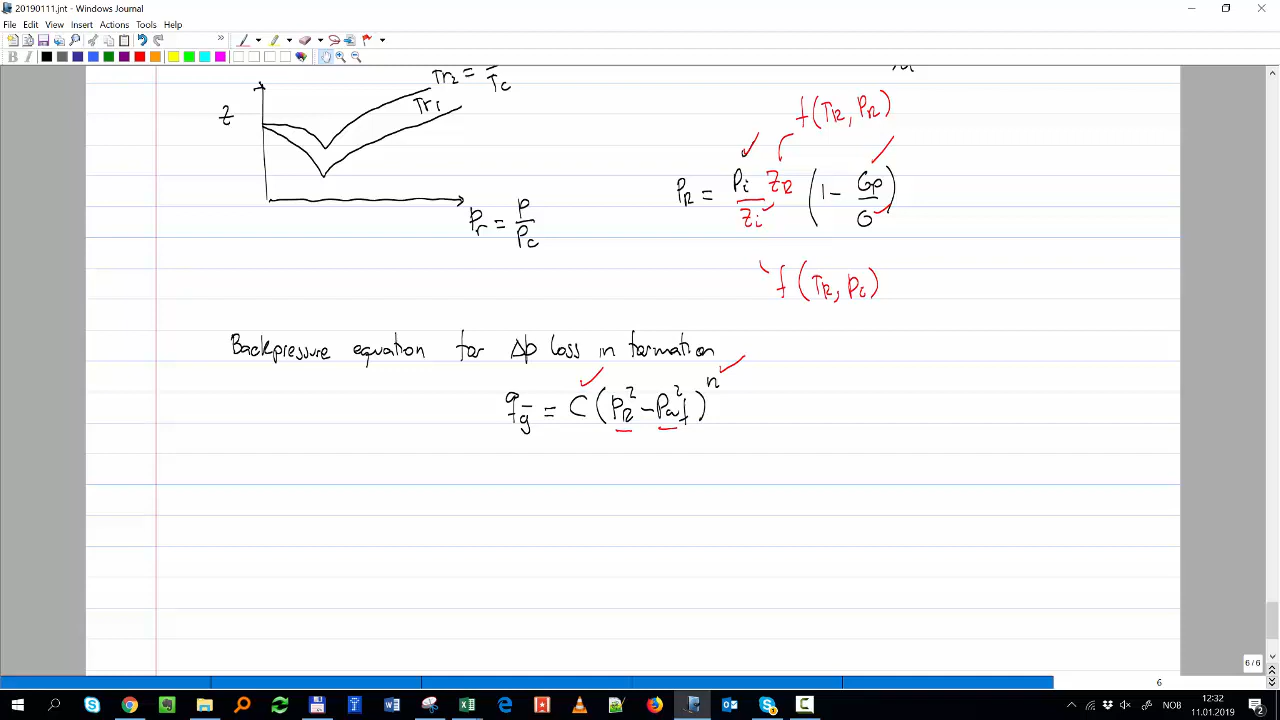 20190111.jnt - Windows Journal
File Edit View Insert Actions Tools Help
B I
Z
Tr2 = Tc
Tr1
Pr = P / Pc
f(TR, PR)
PR = Pi ZR / Zi (1 - Gp / G)
f(TR, Pi)
Backpressure equation for Δp loss in formation
qg̅ = C (PR² - Pwf²)ⁿ
6/6
6
W
NOB
12:32
11.01.2019
2